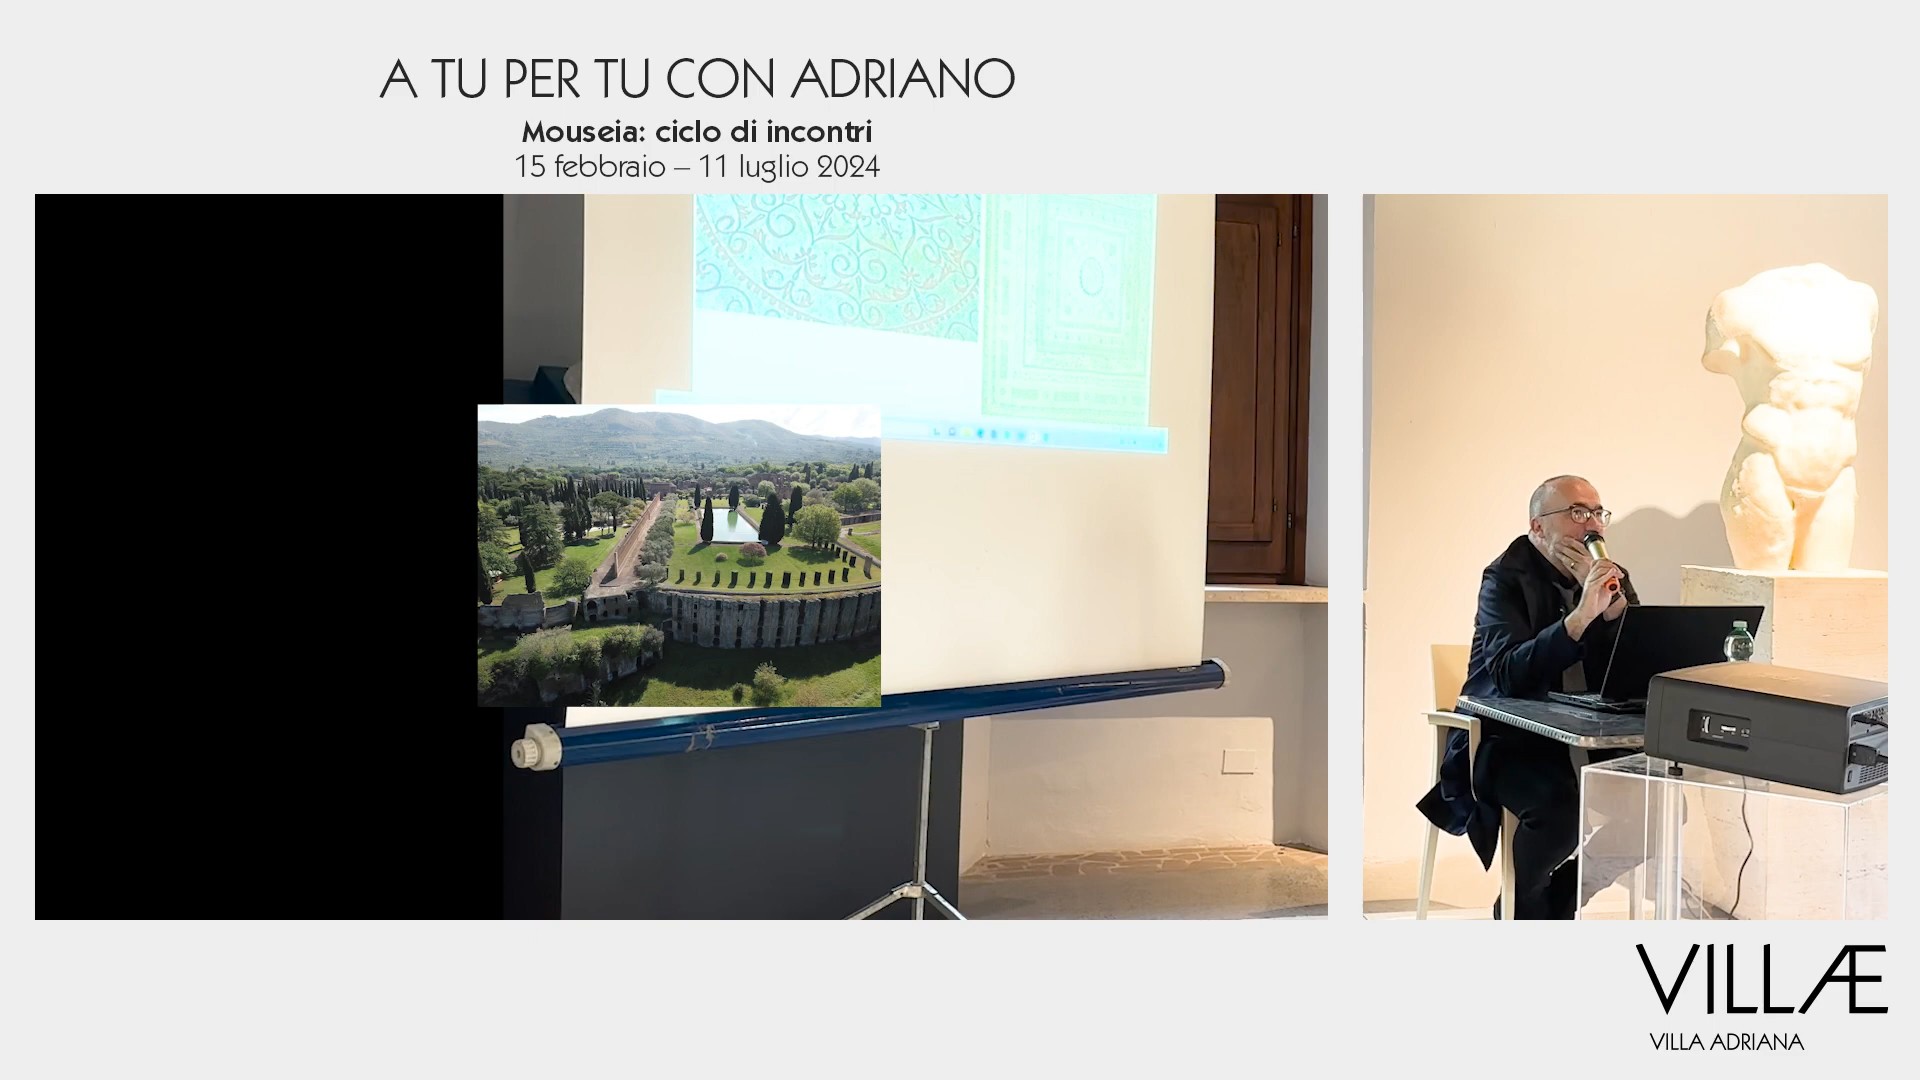 A TU PER TU CON ADRIANO
Mouseia: ciclo di incontri
15 febbraio – 11 luglio 2024
VILLÆ
VILLA ADRIANA